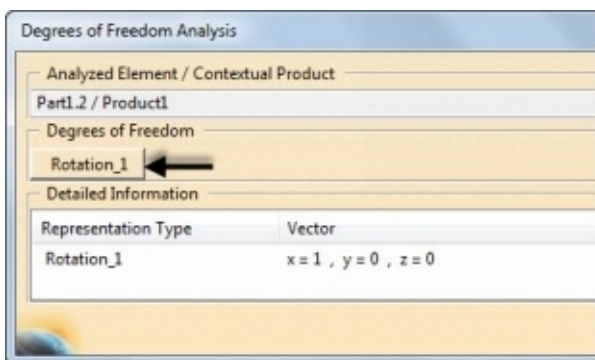 Degrees of Freedom Analysis
Analyzed Element / Contextual Product
Part1.2 / Product1
Degrees of Freedom
Rotation_1
Detailed Information
Representation Type Vector
Rotation_1 x = 1 , y = 0 , z = 0